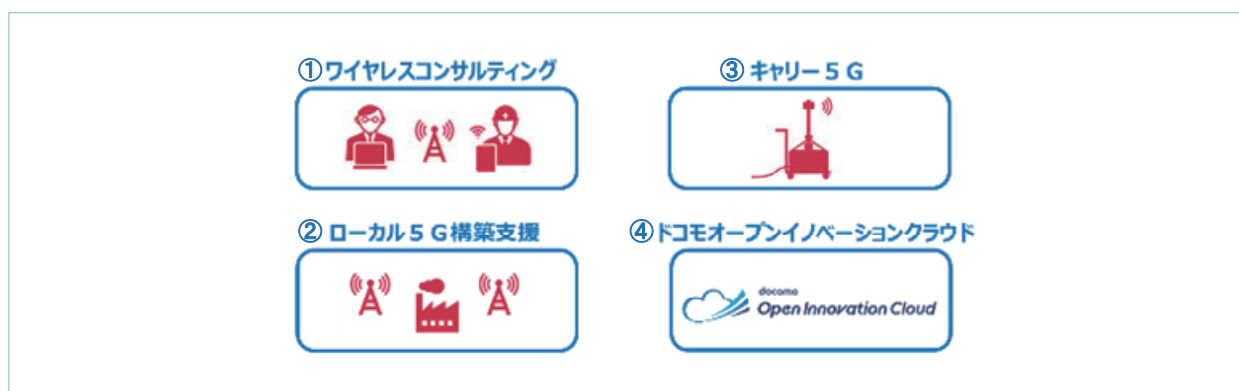 ①ワイヤレスコンサルティング
② ローカル５Ｇ構築支援
③ キャリー５Ｇ
④ドコモオープンイノベーションクラウド
docomo
Open Innovation Cloud